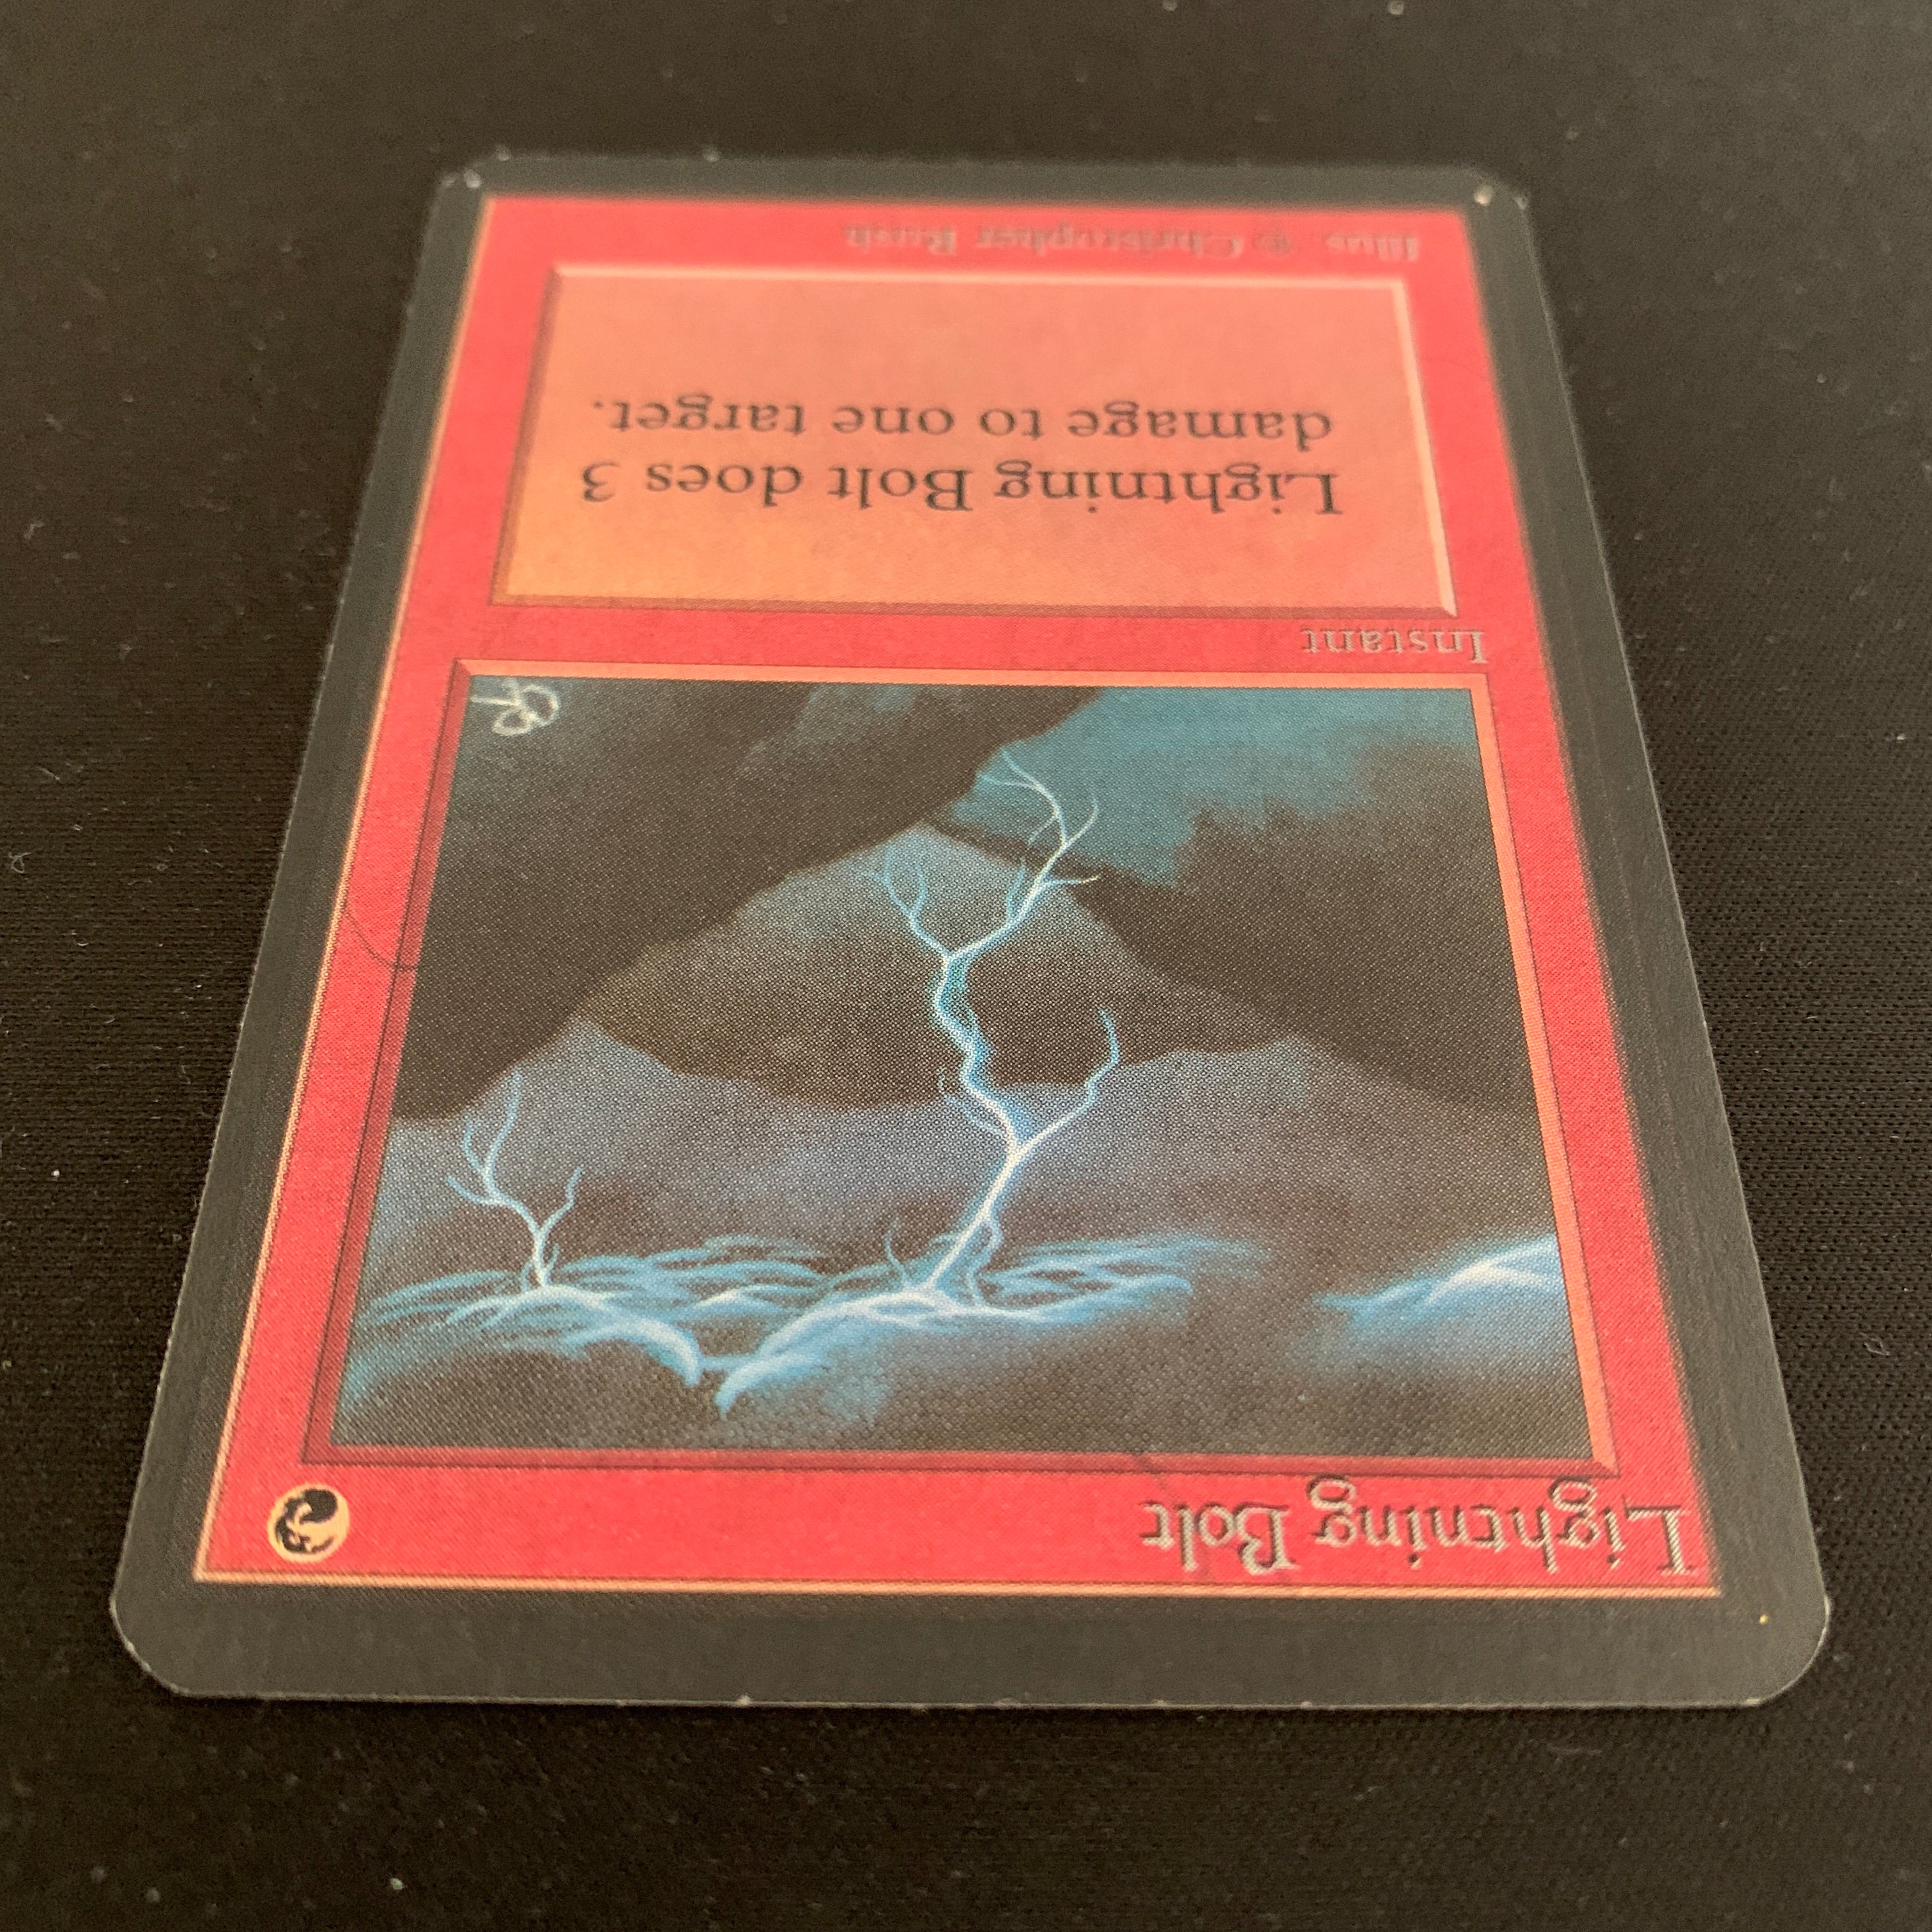 Lightning Bolt
Instant
Lightning Bolt does 3
damage to one target.
Illus. © Christopher Rush